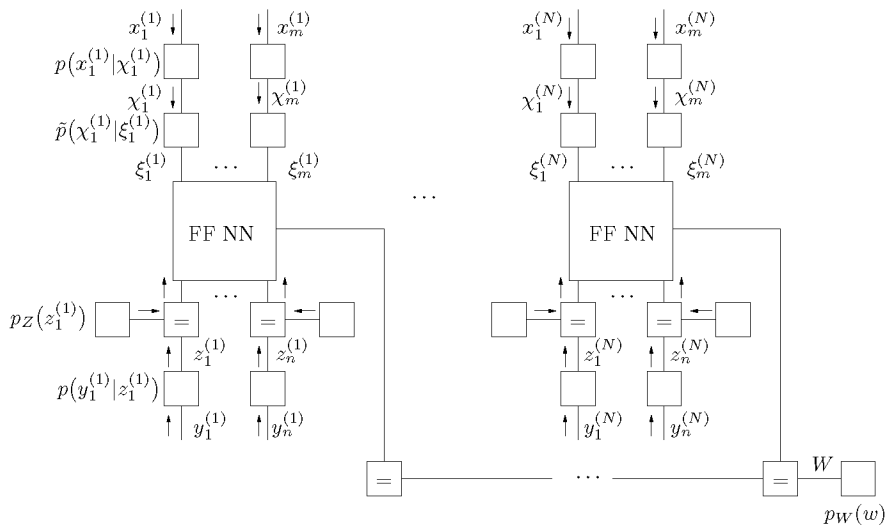 x_1^{(1)} x_m^{(1)} x_1^{(N)} x_m^{(N)}
p(x_1^{(1)}|χ_1^{(1)})
χ_1^{(1)} χ_m^{(1)} χ_1^{(N)} χ_m^{(N)}
p̃(χ_1^{(1)}|ξ_1^{(1)})
ξ_1^{(1)} ... ξ_m^{(1)} ξ_1^{(N)} ... ξ_m^{(N)}
...
FF NN FF NN
... ...
p_Z(z_1^{(1)}) = = = =
z_1^{(1)} z_n^{(1)} z_1^{(N)} z_n^{(N)}
p(y_1^{(1)}|z_1^{(1)})
y_1^{(1)} y_n^{(1)} y_1^{(N)} y_n^{(N)}
= ... = W
p_W(w)